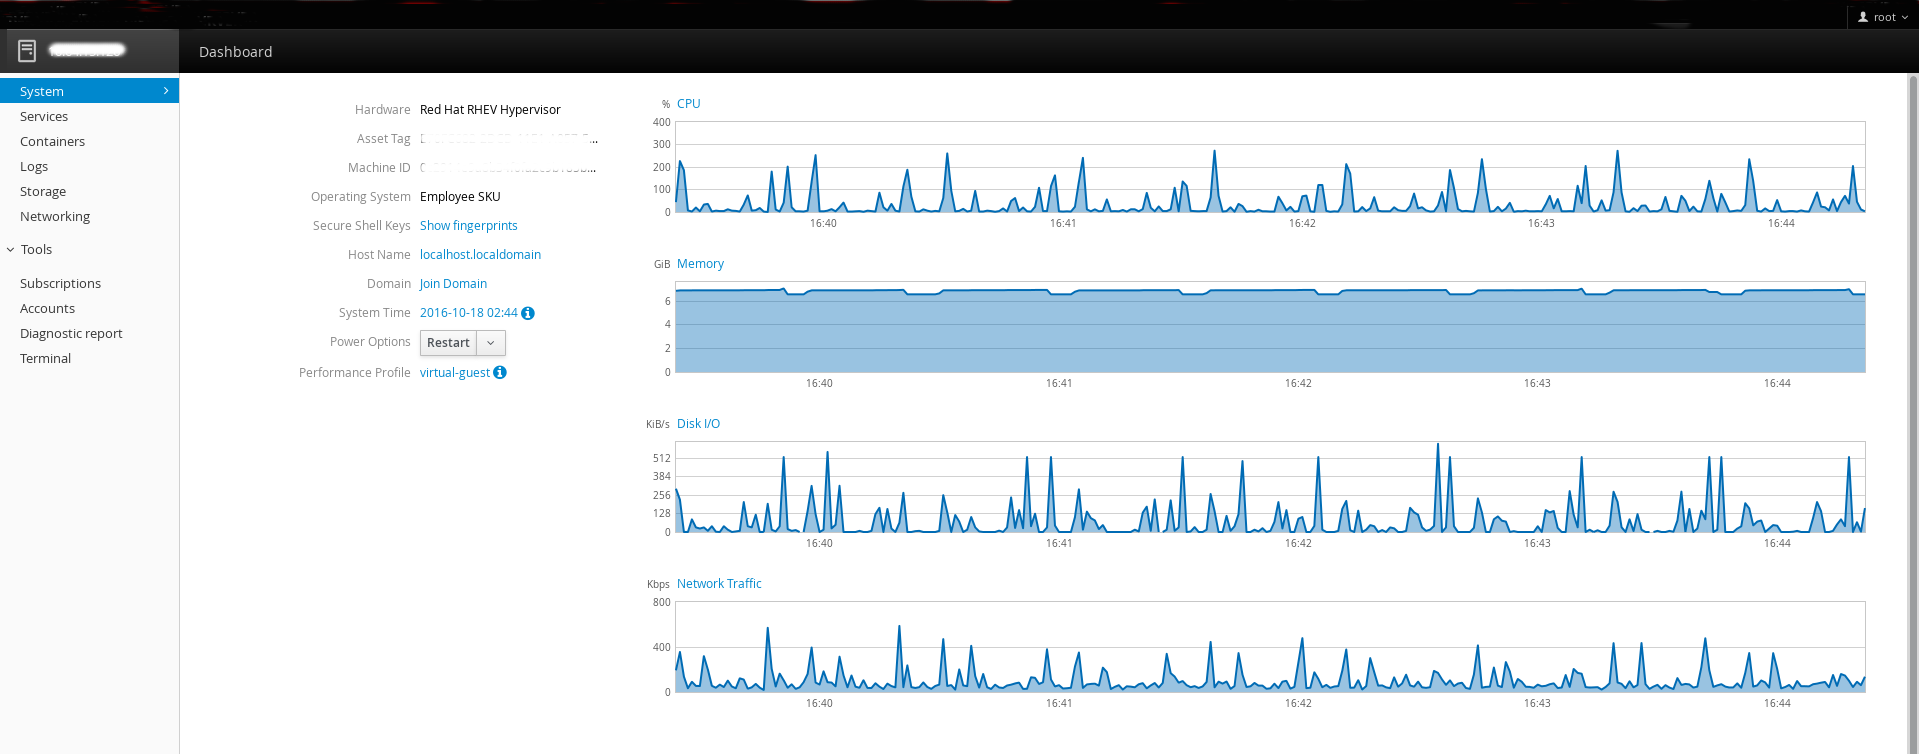 root
Dashboard
System
Services
Containers
Logs
Storage
Networking
Tools
Subscriptions
Accounts
Diagnostic report
Terminal
Hardware Red Hat RHEV Hypervisor
Asset Tag ...
Machine ID ...
Operating System Employee SKU
Secure Shell Keys Show fingerprints
Host Name localhost.localdomain
Domain Join Domain
System Time 2016-10-18 02:44
Power Options Restart
Performance Profile virtual-guest
% CPU
400
300
200
100
0
16:40 16:41 16:42 16:43 16:44
GiB Memory
6
4
2
0
16:40 16:41 16:42 16:43 16:44
KiB/s Disk I/O
512
384
256
128
0
16:40 16:41 16:42 16:43 16:44
Kbps Network Traffic
800
400
0
16:40 16:41 16:42 16:43 16:44